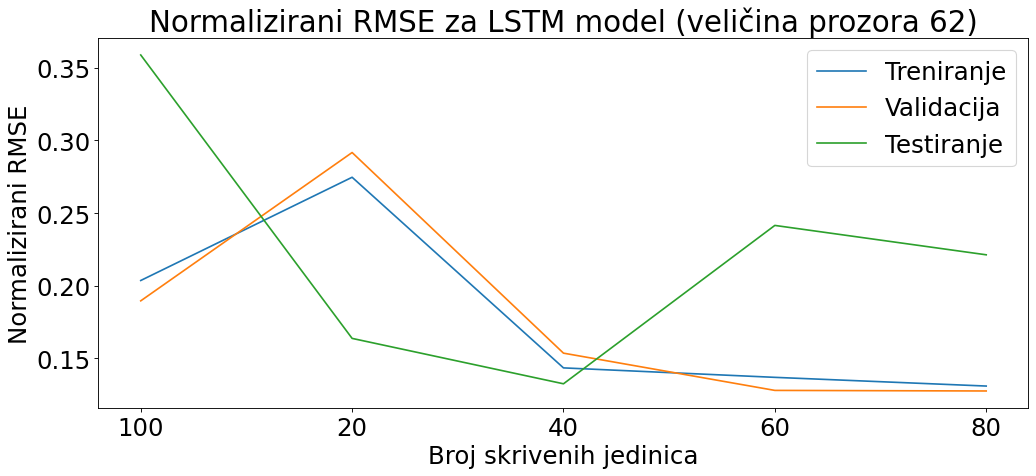 Normalizirani RMSE za LSTM model (veličina prozora 62)
Treniranje
Validacija
Testiranje
0.35
0.30
0.25
0.20
0.15
Normalizirani RMSE
100 20 40 60 80
Broj skrivenih jedinica